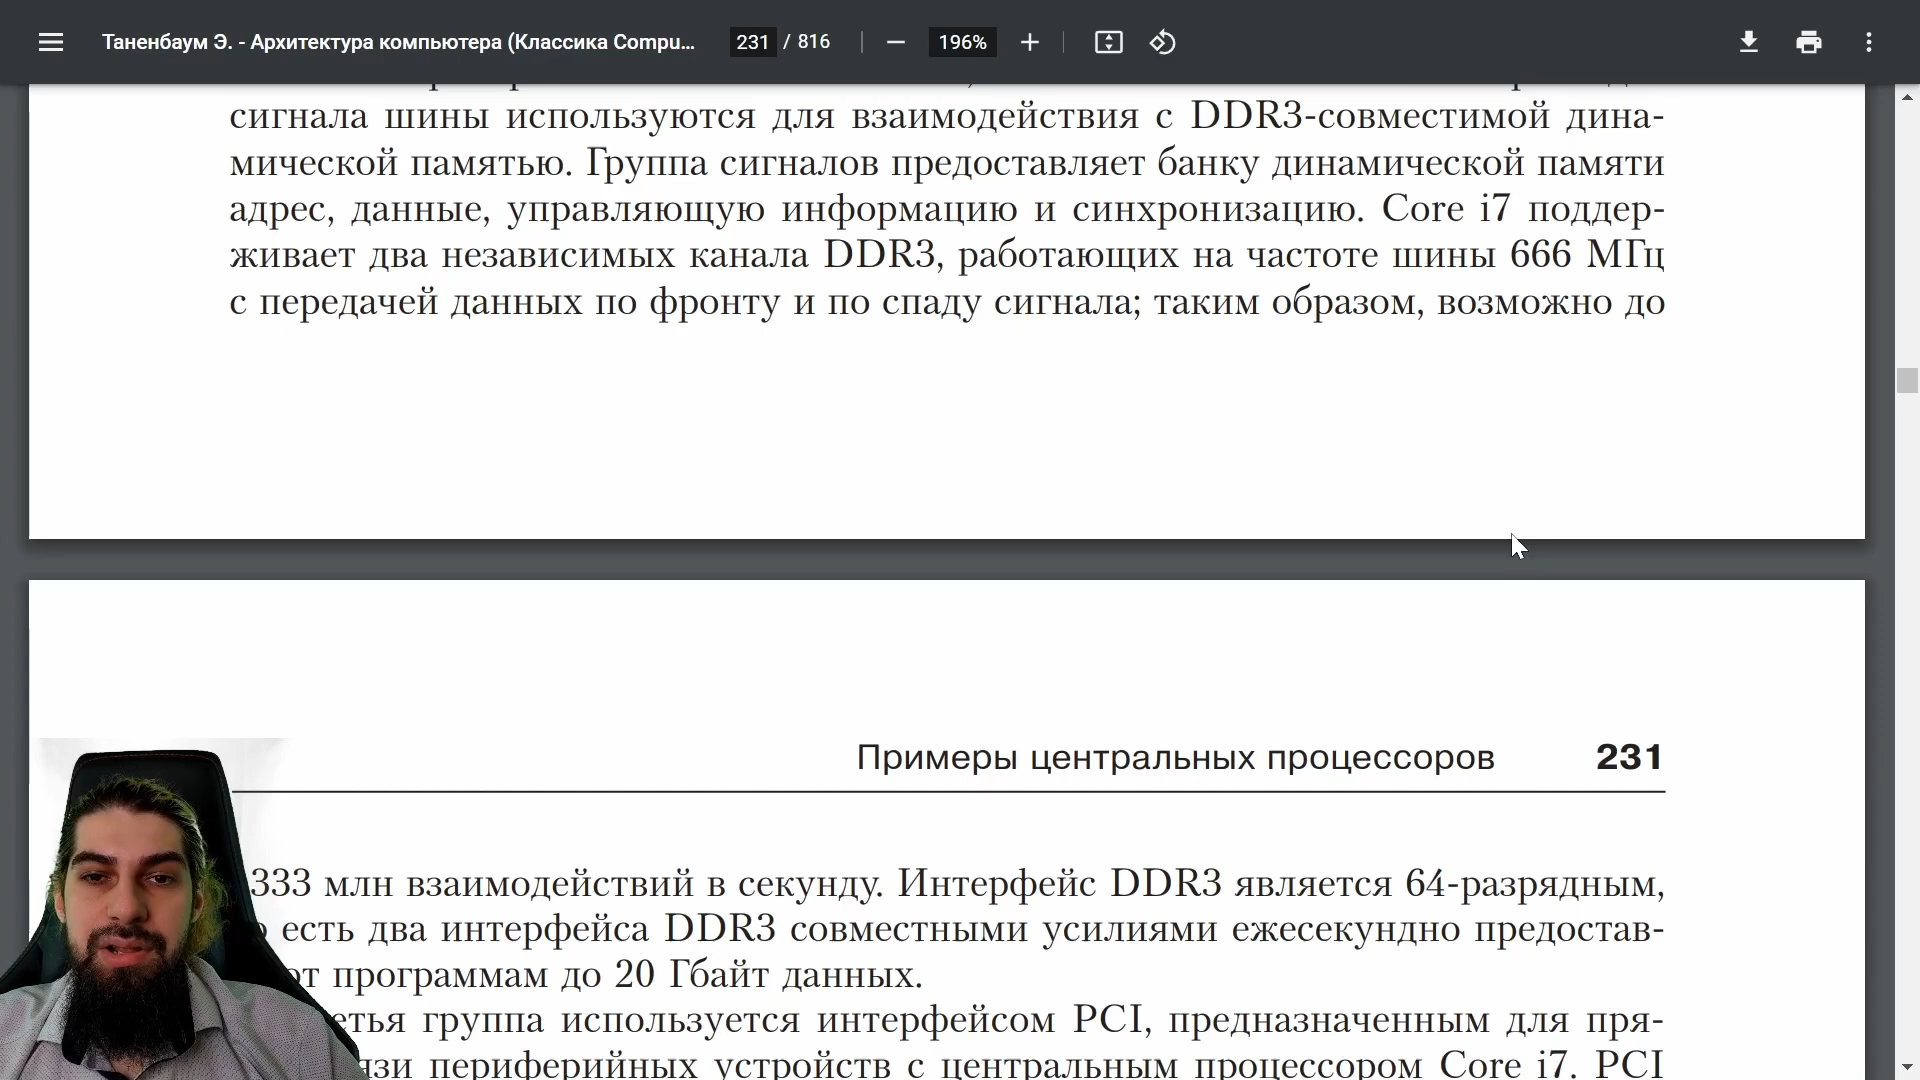 Таненбаум Э. - Архитектура компьютера (Классика Compu...
231 / 816
196%
сигнала шины используются для взаимодействия с DDR3-совместимой дина-
мической памятью. Группа сигналов предоставляет банку динамической памяти
адрес, данные, управляющую информацию и синхронизацию. Core i7 поддер-
живает два независимых канала DDR3, работающих на частоте шины 666 МГц
с передачей данных по фронту и по спаду сигнала; таким образом, возможно до
Примеры центральных процессоров 231
333 млн взаимодействий в секунду. Интерфейс DDR3 является 64-разрядным,
есть два интерфейса DDR3 совместными усилиями ежесекундно предостав-
программам до 20 Гбайт данных.
группа используется интерфейсом PCI, предназначенным для пря-
периферийных устройств с центральным процессором Core i7. PCI